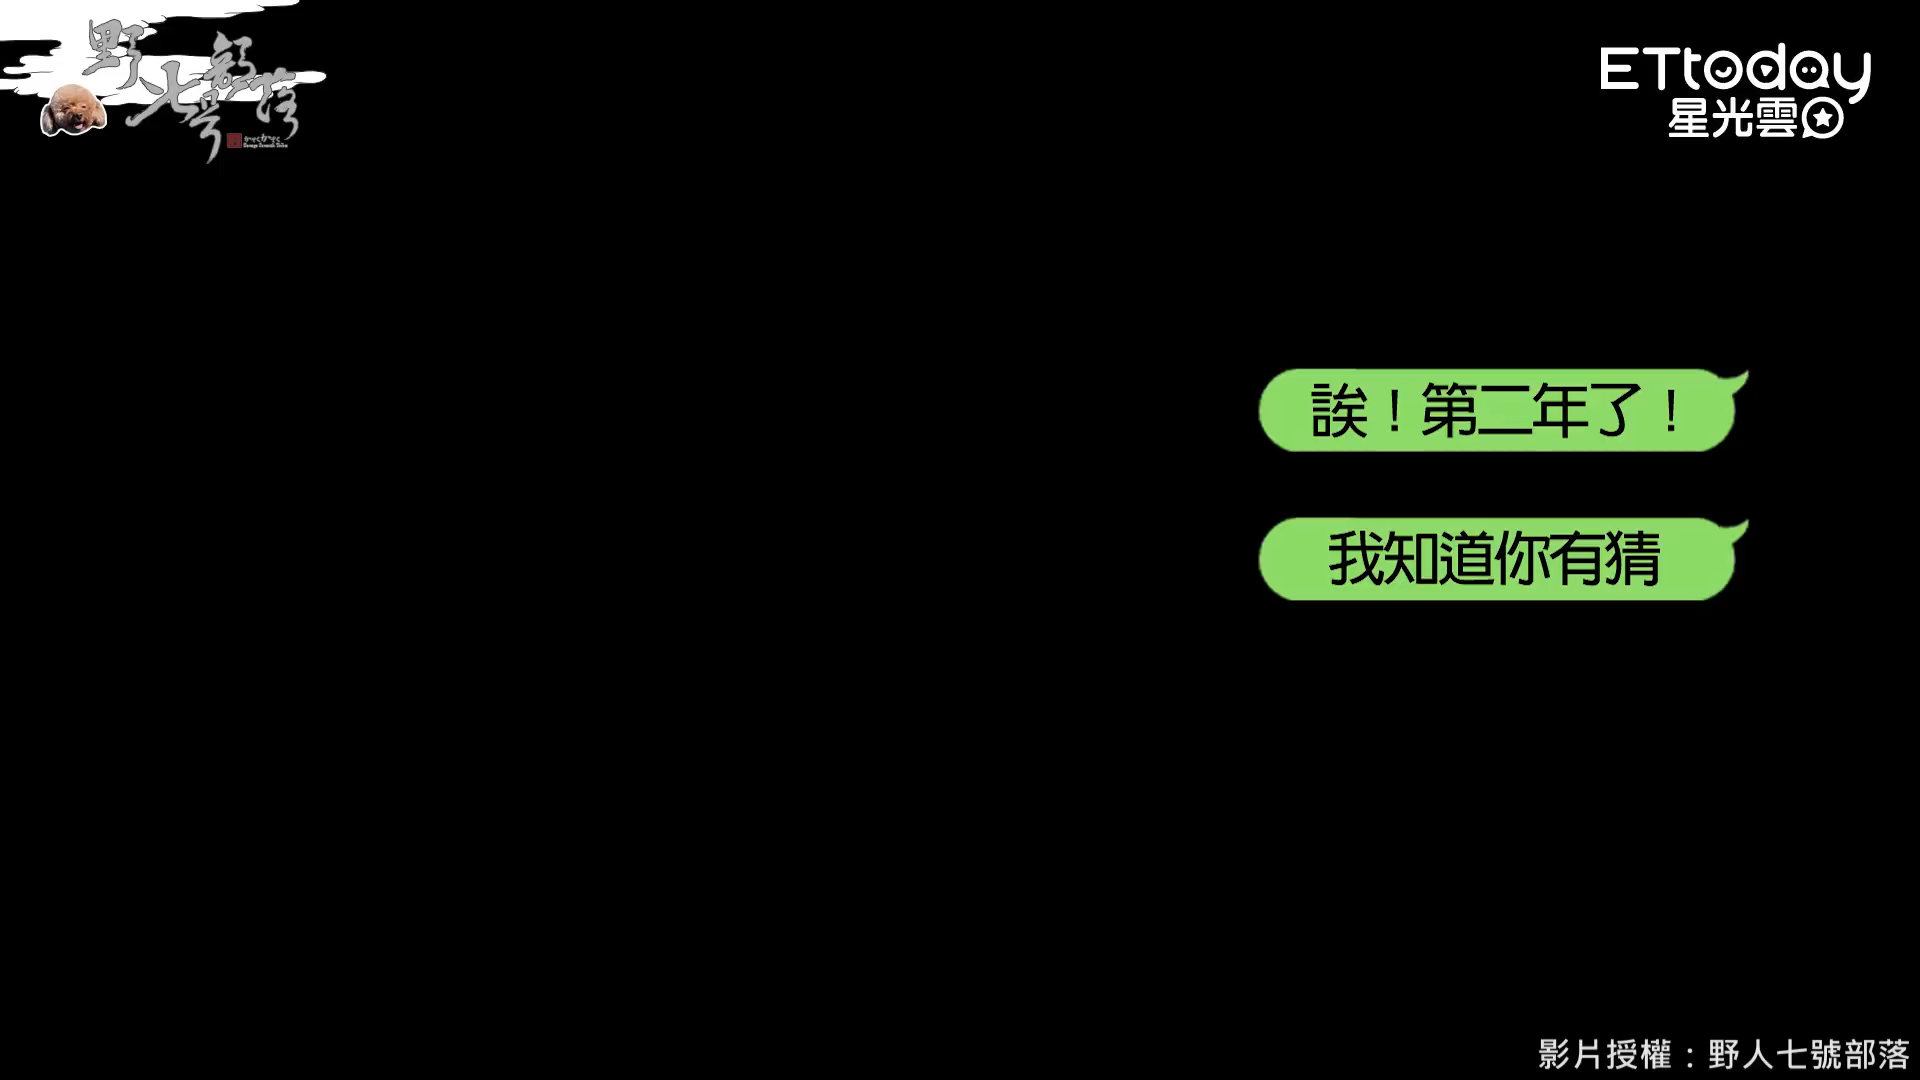 野人七號部落
ETtoday
星光雲
誒！第二年了！
我知道你有猜
影片授權：野人七號部落